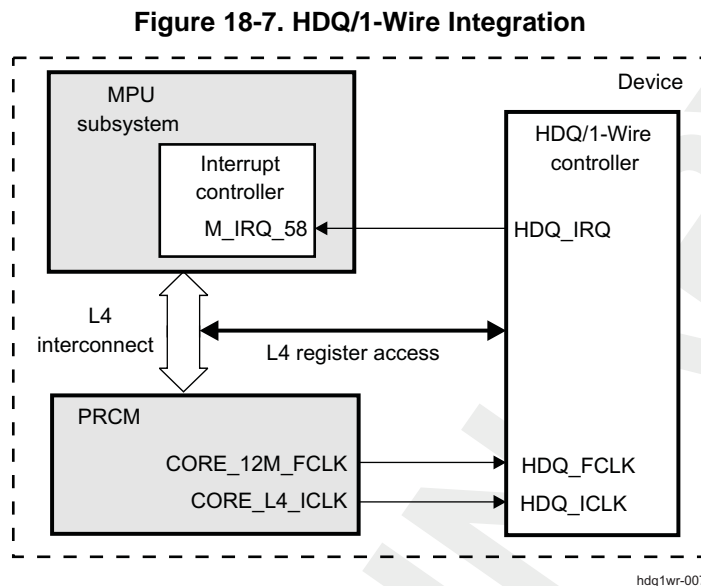 Figure 18-7. HDQ/1-Wire Integration
Device
MPU
subsystem
Interrupt
controller
M_IRQ_58
HDQ/1-Wire
controller
HDQ_IRQ
L4
interconnect
L4 register access
PRCM
CORE_12M_FCLK
CORE_L4_ICLK
HDQ_FCLK
HDQ_ICLK